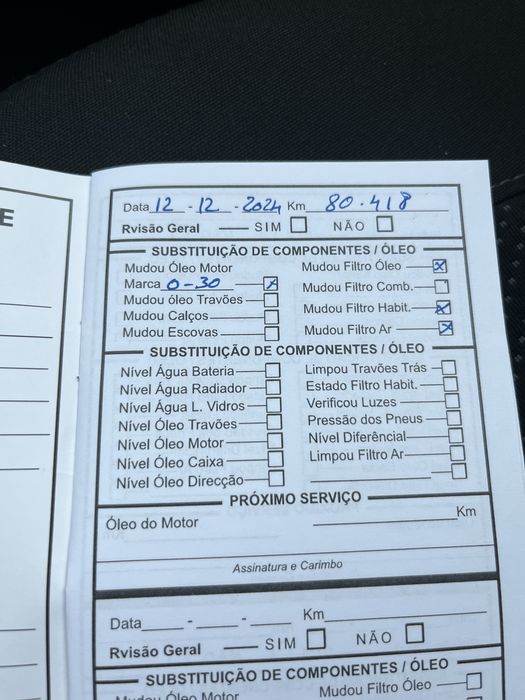 E
Data 12 - 12 - 2024 Km 80.418
Rvisão Geral SIM NÃO
SUBSTITUIÇÃO DE COMPONENTES / ÓLEO
Mudou Óleo Motor Mudou Filtro Óleo X
Marca 0-30 X Mudou Filtro Comb.
Mudou óleo Travões Mudou Filtro Habit. X
Mudou Calços Mudou Filtro Ar X
Mudou Escovas
SUBSTITUIÇÃO DE COMPONENTES / ÓLEO
Nível Água Bateria Limpou Travões Trás
Nível Água Radiador Estado Filtro Habit.
Nível Água L. Vidros Verificou Luzes
Nível Óleo Travões Pressão dos Pneus
Nível Óleo Motor Nível Diferêncial
Nível Óleo Caixa Limpou Filtro Ar
Nível Óleo Direcção
PRÓXIMO SERVIÇO
Óleo do Motor Km
Assinatura e Carimbo
Data - - Km
Rvisão Geral SIM NÃO
SUBSTITUIÇÃO DE COMPONENTES / ÓLEO
Mudou Óleo Motor Mudou Filtro Óleo